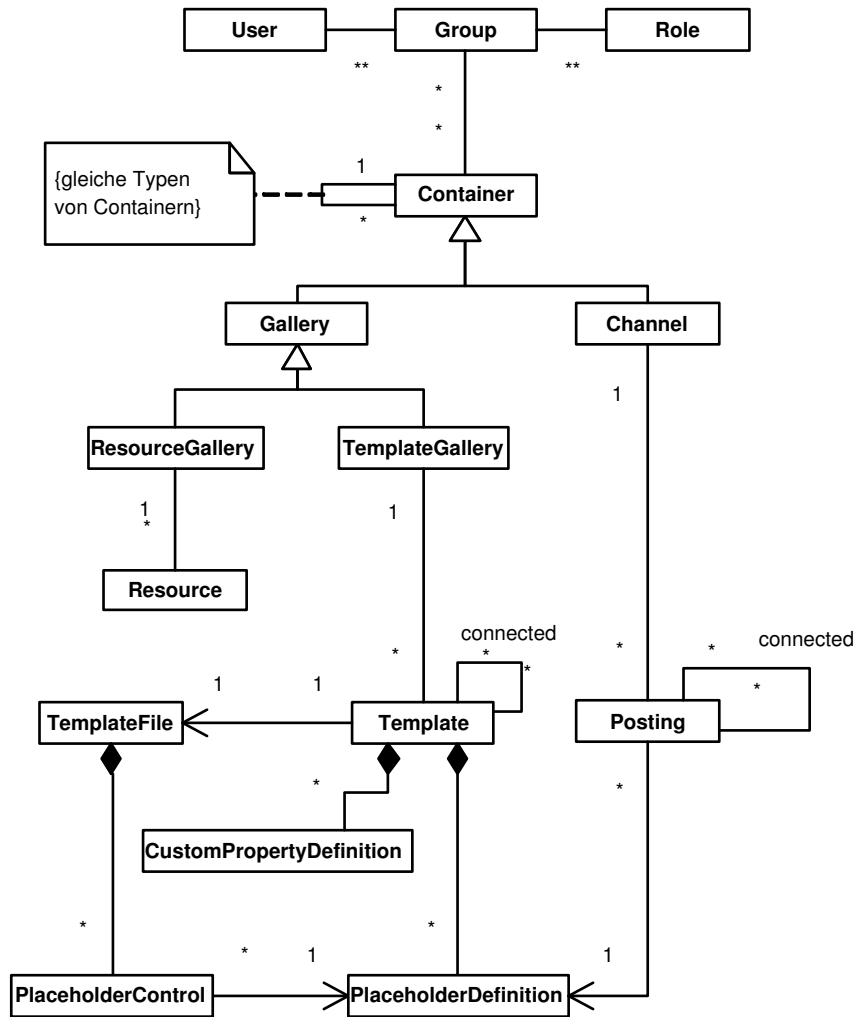 User
Group
Role
**
**
*
*
{gleiche Typen
von Containern}
1
*
Container
Gallery
Channel
1
ResourceGallery
TemplateGallery
1
*
1
Resource
connected
*
*
*
*
*
*
connected
1
1
TemplateFile
Template
Posting
*
*
CustomPropertyDefinition
*
*
*
1
1
PlaceholderControl
PlaceholderDefinition